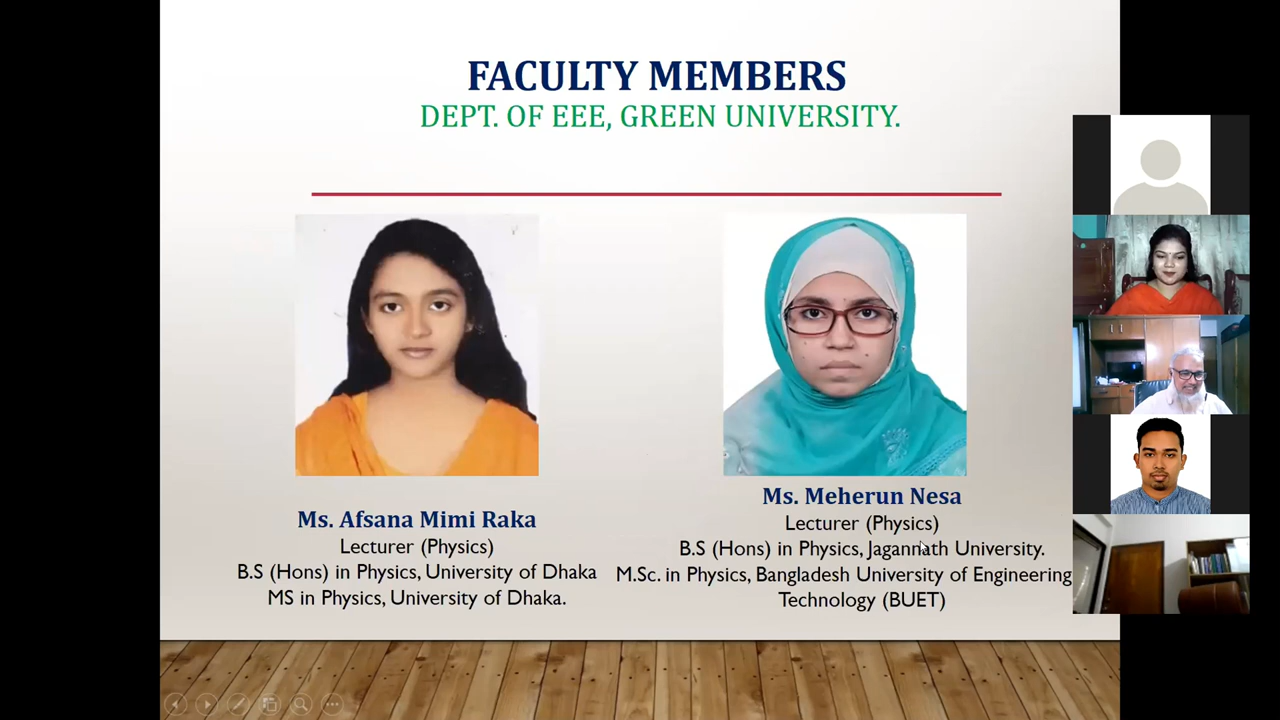 FACULTY MEMBERS
DEPT. OF EEE, GREEN UNIVERSITY.
Ms. Afsana Mimi Raka
Lecturer (Physics)
B.S (Hons) in Physics, University of Dhaka
MS in Physics, University of Dhaka.
Ms. Meherun Nesa
Lecturer (Physics)
B.S (Hons) in Physics, Jagannath University.
M.Sc. in Physics, Bangladesh University of Engineering
Technology (BUET)